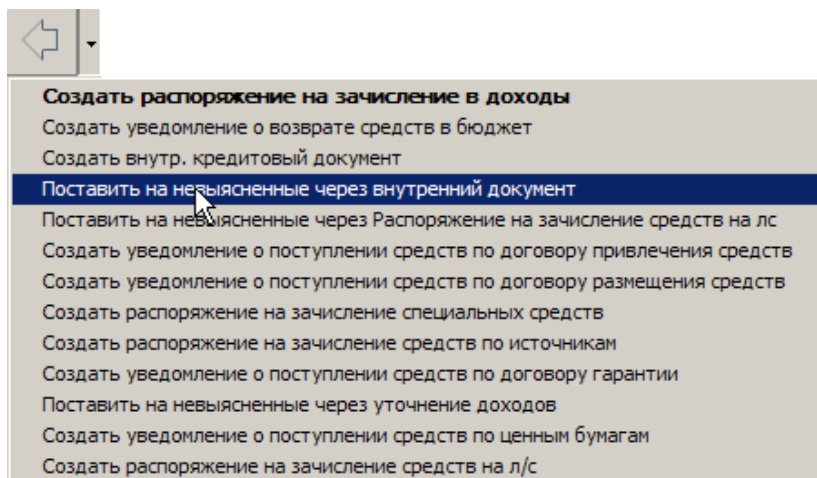 Создать распоряжение на зачисление в доходы
Создать уведомление о возврате средств в бюджет
Создать внутр. кредитовый документ
Поставить на невыясненные через внутренний документ
Поставить на невыясненные через Распоряжение на зачисление средств на лс
Создать уведомление о поступлении средств по договору привлечения средств
Создать уведомление о поступлении средств по договору размещения средств
Создать распоряжение на зачисление специальных средств
Создать распоряжение на зачисление средств по источникам
Создать уведомление о поступлении средств по договору гарантии
Поставить на невыясненные через уточнение доходов
Создать уведомление о поступлении средств по ценным бумагам
Создать распоряжение на зачисление средств на л/с